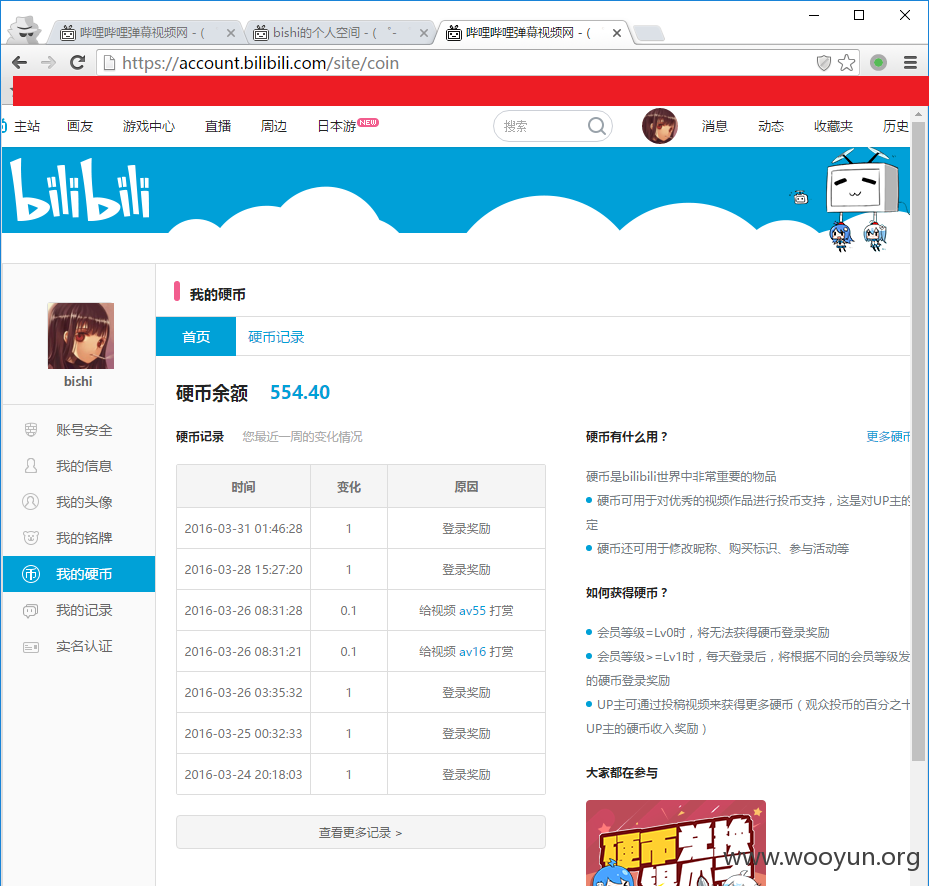 哔哩哔哩弹幕视频网 - (
bishi的个人空间 - ( ゜-
哔哩哔哩弹幕视频网 - (
https://account.bilibili.com/site/coin
主站 画友 游戏中心 直播 周边 日本游 NEW 搜索 消息 动态 收藏夹 历史
bilibili
bishi
账号安全
我的信息
我的头像
我的铭牌
我的硬币
我的记录
实名认证
我的硬币
首页 硬币记录
硬币余额 554.40
硬币记录 您最近一周的变化情况
时间 变化 原因
2016-03-31 01:46:28 1 登录奖励
2016-03-28 15:27:20 1 登录奖励
2016-03-26 08:31:28 0.1 给视频 av55 打赏
2016-03-26 08:31:21 0.1 给视频 av16 打赏
2016-03-26 03:35:32 1 登录奖励
2016-03-25 00:32:33 1 登录奖励
2016-03-24 20:18:03 1 登录奖励
查看更多记录 >
硬币有什么用？ 更多硬币
硬币是bilibili世界中非常重要的物品
硬币可用于对优秀的视频作品进行投币支持，这是对UP主的
定
硬币还可用于修改昵称、购买标识、参与活动等
如何获得硬币？
会员等级=Lv0时，将无法获得硬币登录奖励
会员等级>=Lv1时，每天登录后，将根据不同的会员等级发
的硬币登录奖励
UP主可通过投稿视频来获得更多硬币（观众投币的百分之十
UP主的硬币收入奖励）
大家都在参与
硬币兑换
www.wooyun.org